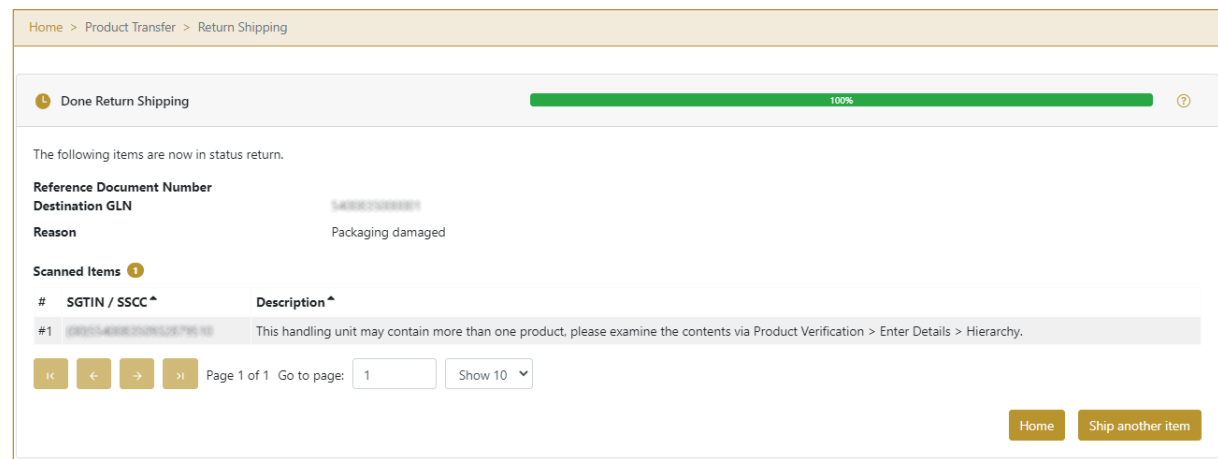 Home > Product Transfer > Return Shipping
Done Return Shipping 100%
The following items are now in status return.
Reference Document Number
Destination GLN
Reason Packaging damaged
Scanned Items 1
# SGTIN / SSCC Description
#1 This handling unit may contain more than one product, please examine the contents via Product Verification > Enter Details > Hierarchy.
Page 1 of 1 Go to page: 1 Show 10
Home Ship another item